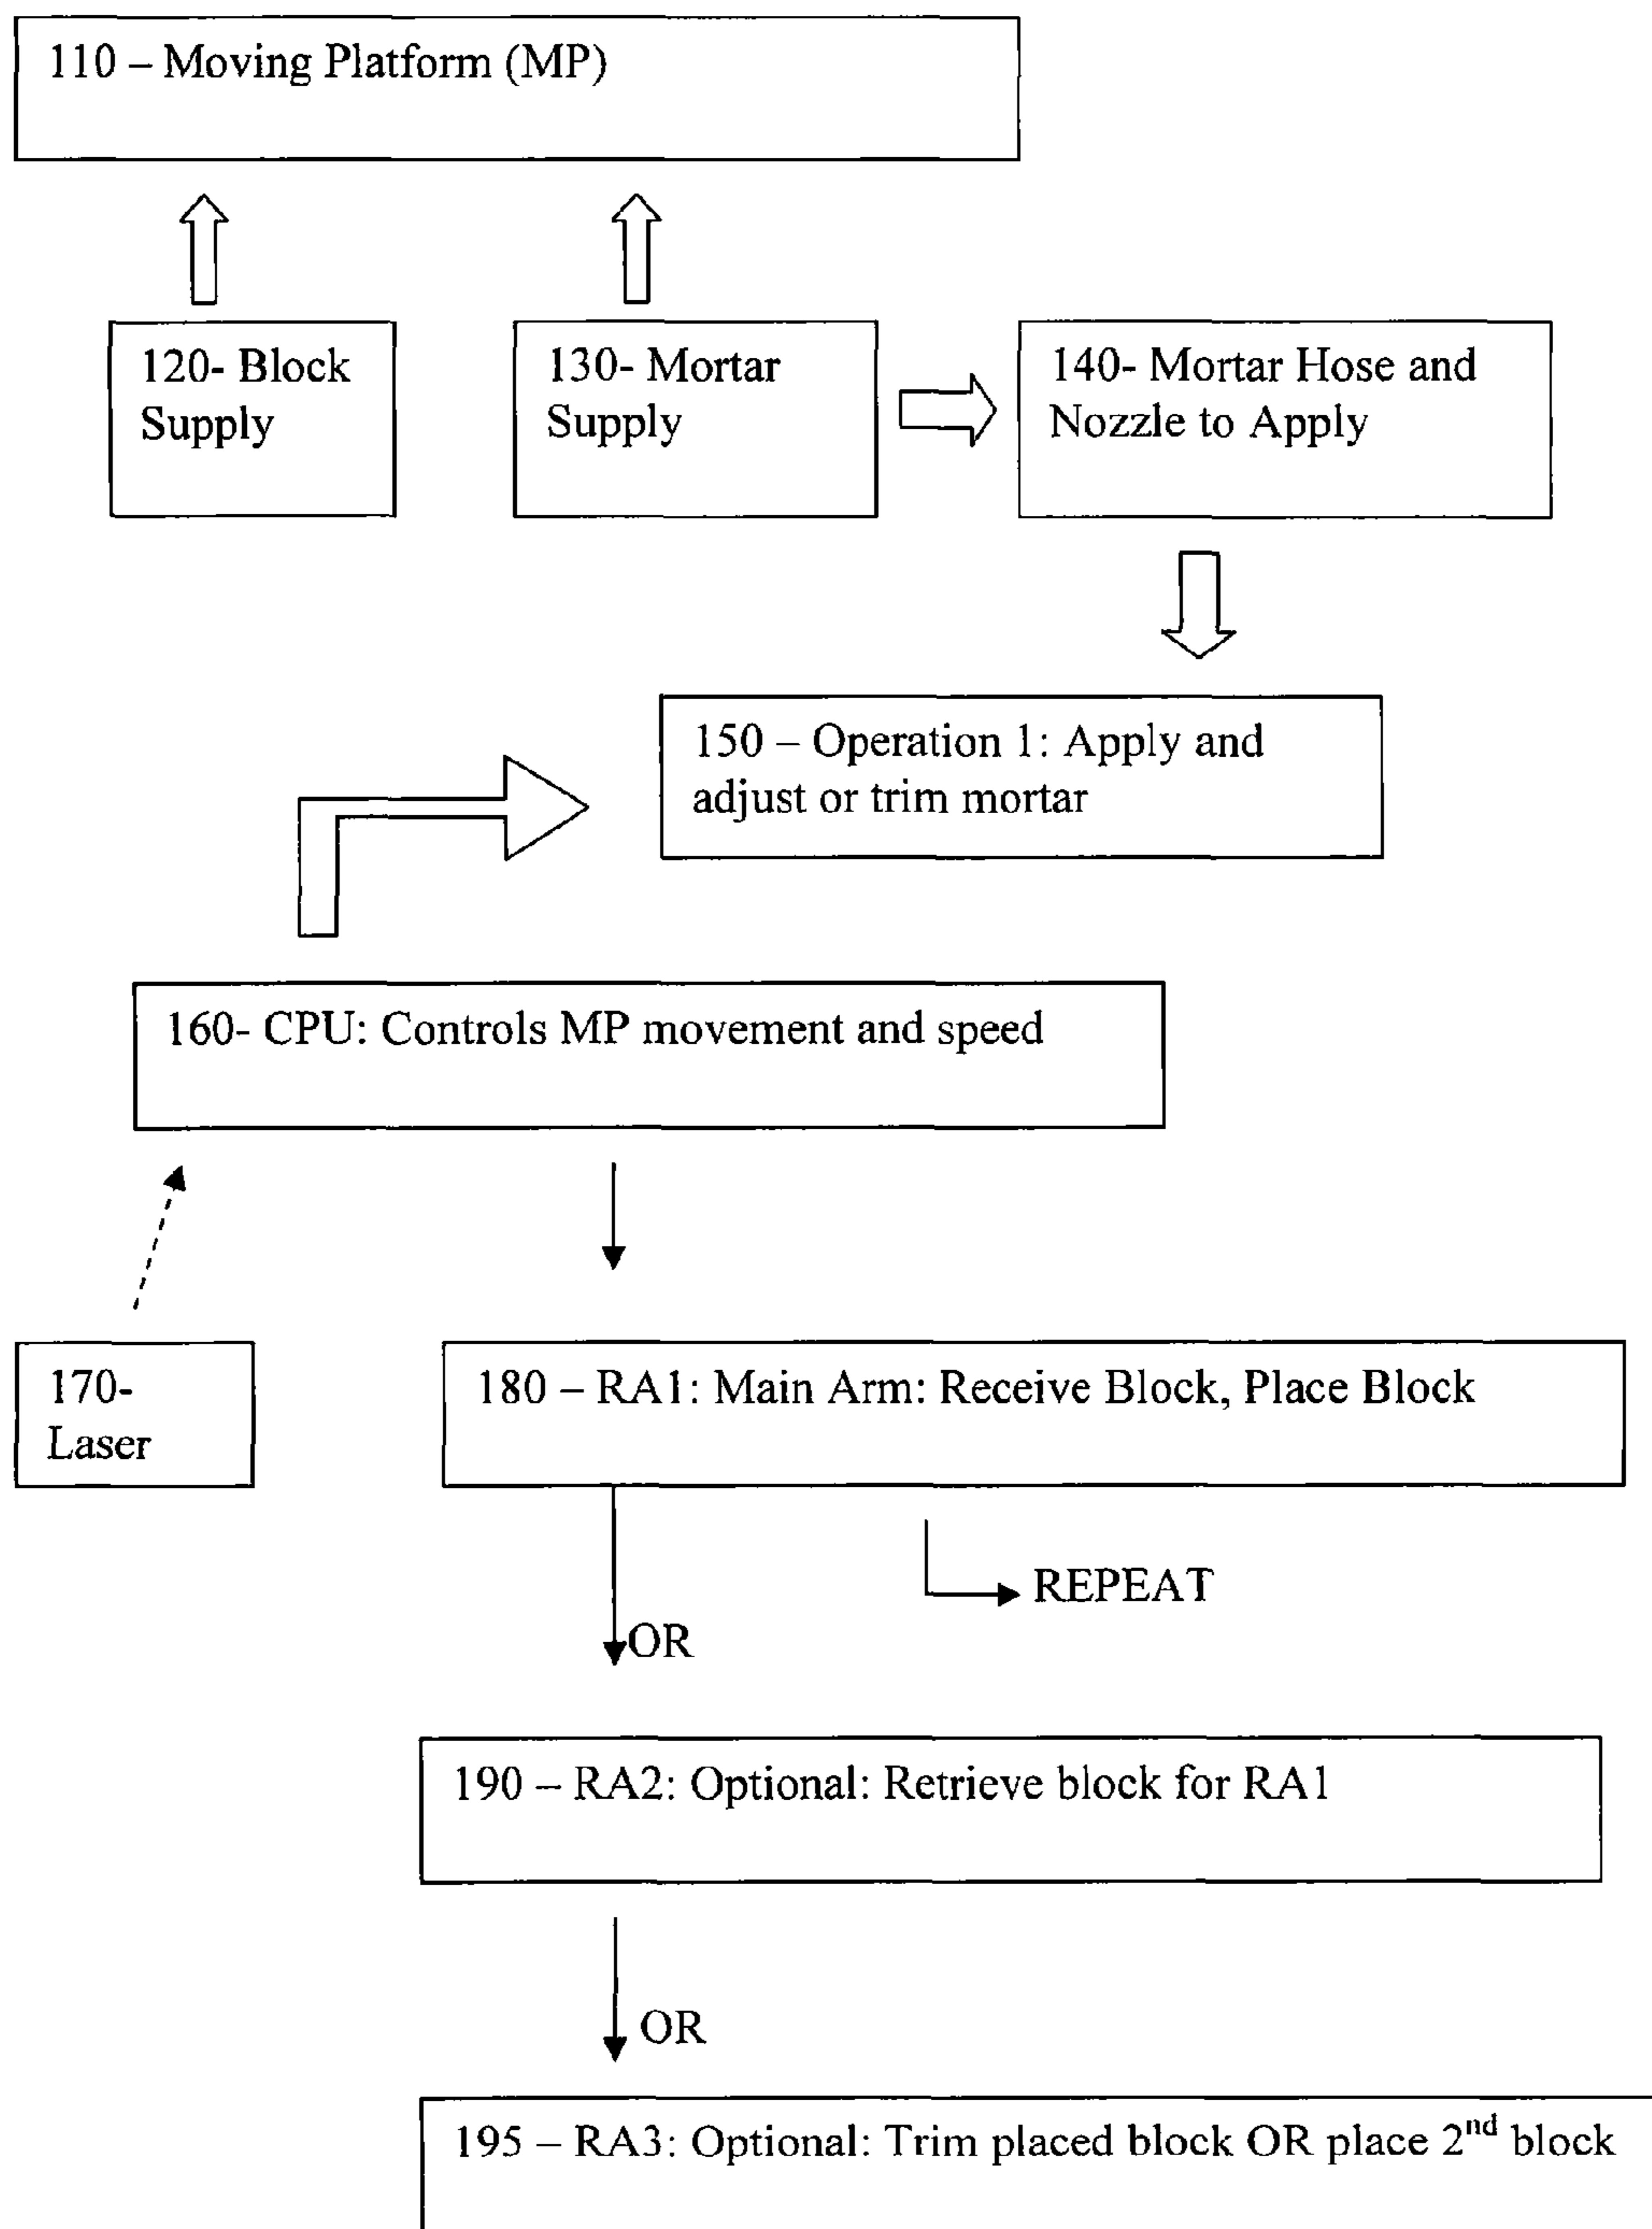 110 – Moving Platform (MP)
120- Block
Supply
130- Mortar
Supply
140- Mortar Hose and
Nozzle to Apply
150 – Operation 1: Apply and
adjust or trim mortar
160- CPU: Controls MP movement and speed
170-
Laser
180 – RA1: Main Arm: Receive Block, Place Block
REPEAT
OR
190 – RA2: Optional: Retrieve block for RA1
OR
195 – RA3: Optional: Trim placed block OR place 2nd block